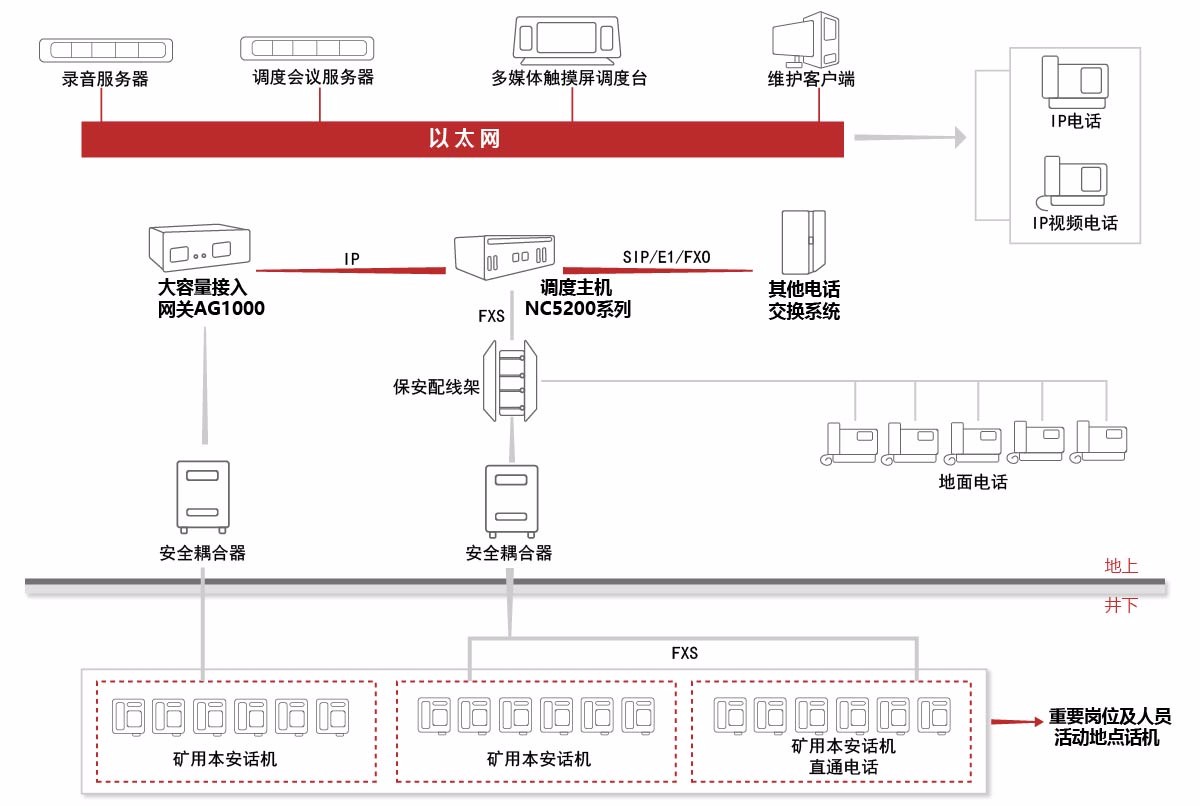 录音服务器
调度会议服务器
多媒体触摸屏调度台
维护客户端
以太网
IP电话
IP视频电话
IP
SIP/E1/FXO
大容量接入
网关AG1000
调度主机
NC5200系列
其他电话
交换系统
FXS
保安配线架
地面电话
安全耦合器
安全耦合器
地上
井下
FXS
矿用本安话机
矿用本安话机
矿用本安话机
直通电话
重要岗位及人员
活动地点话机